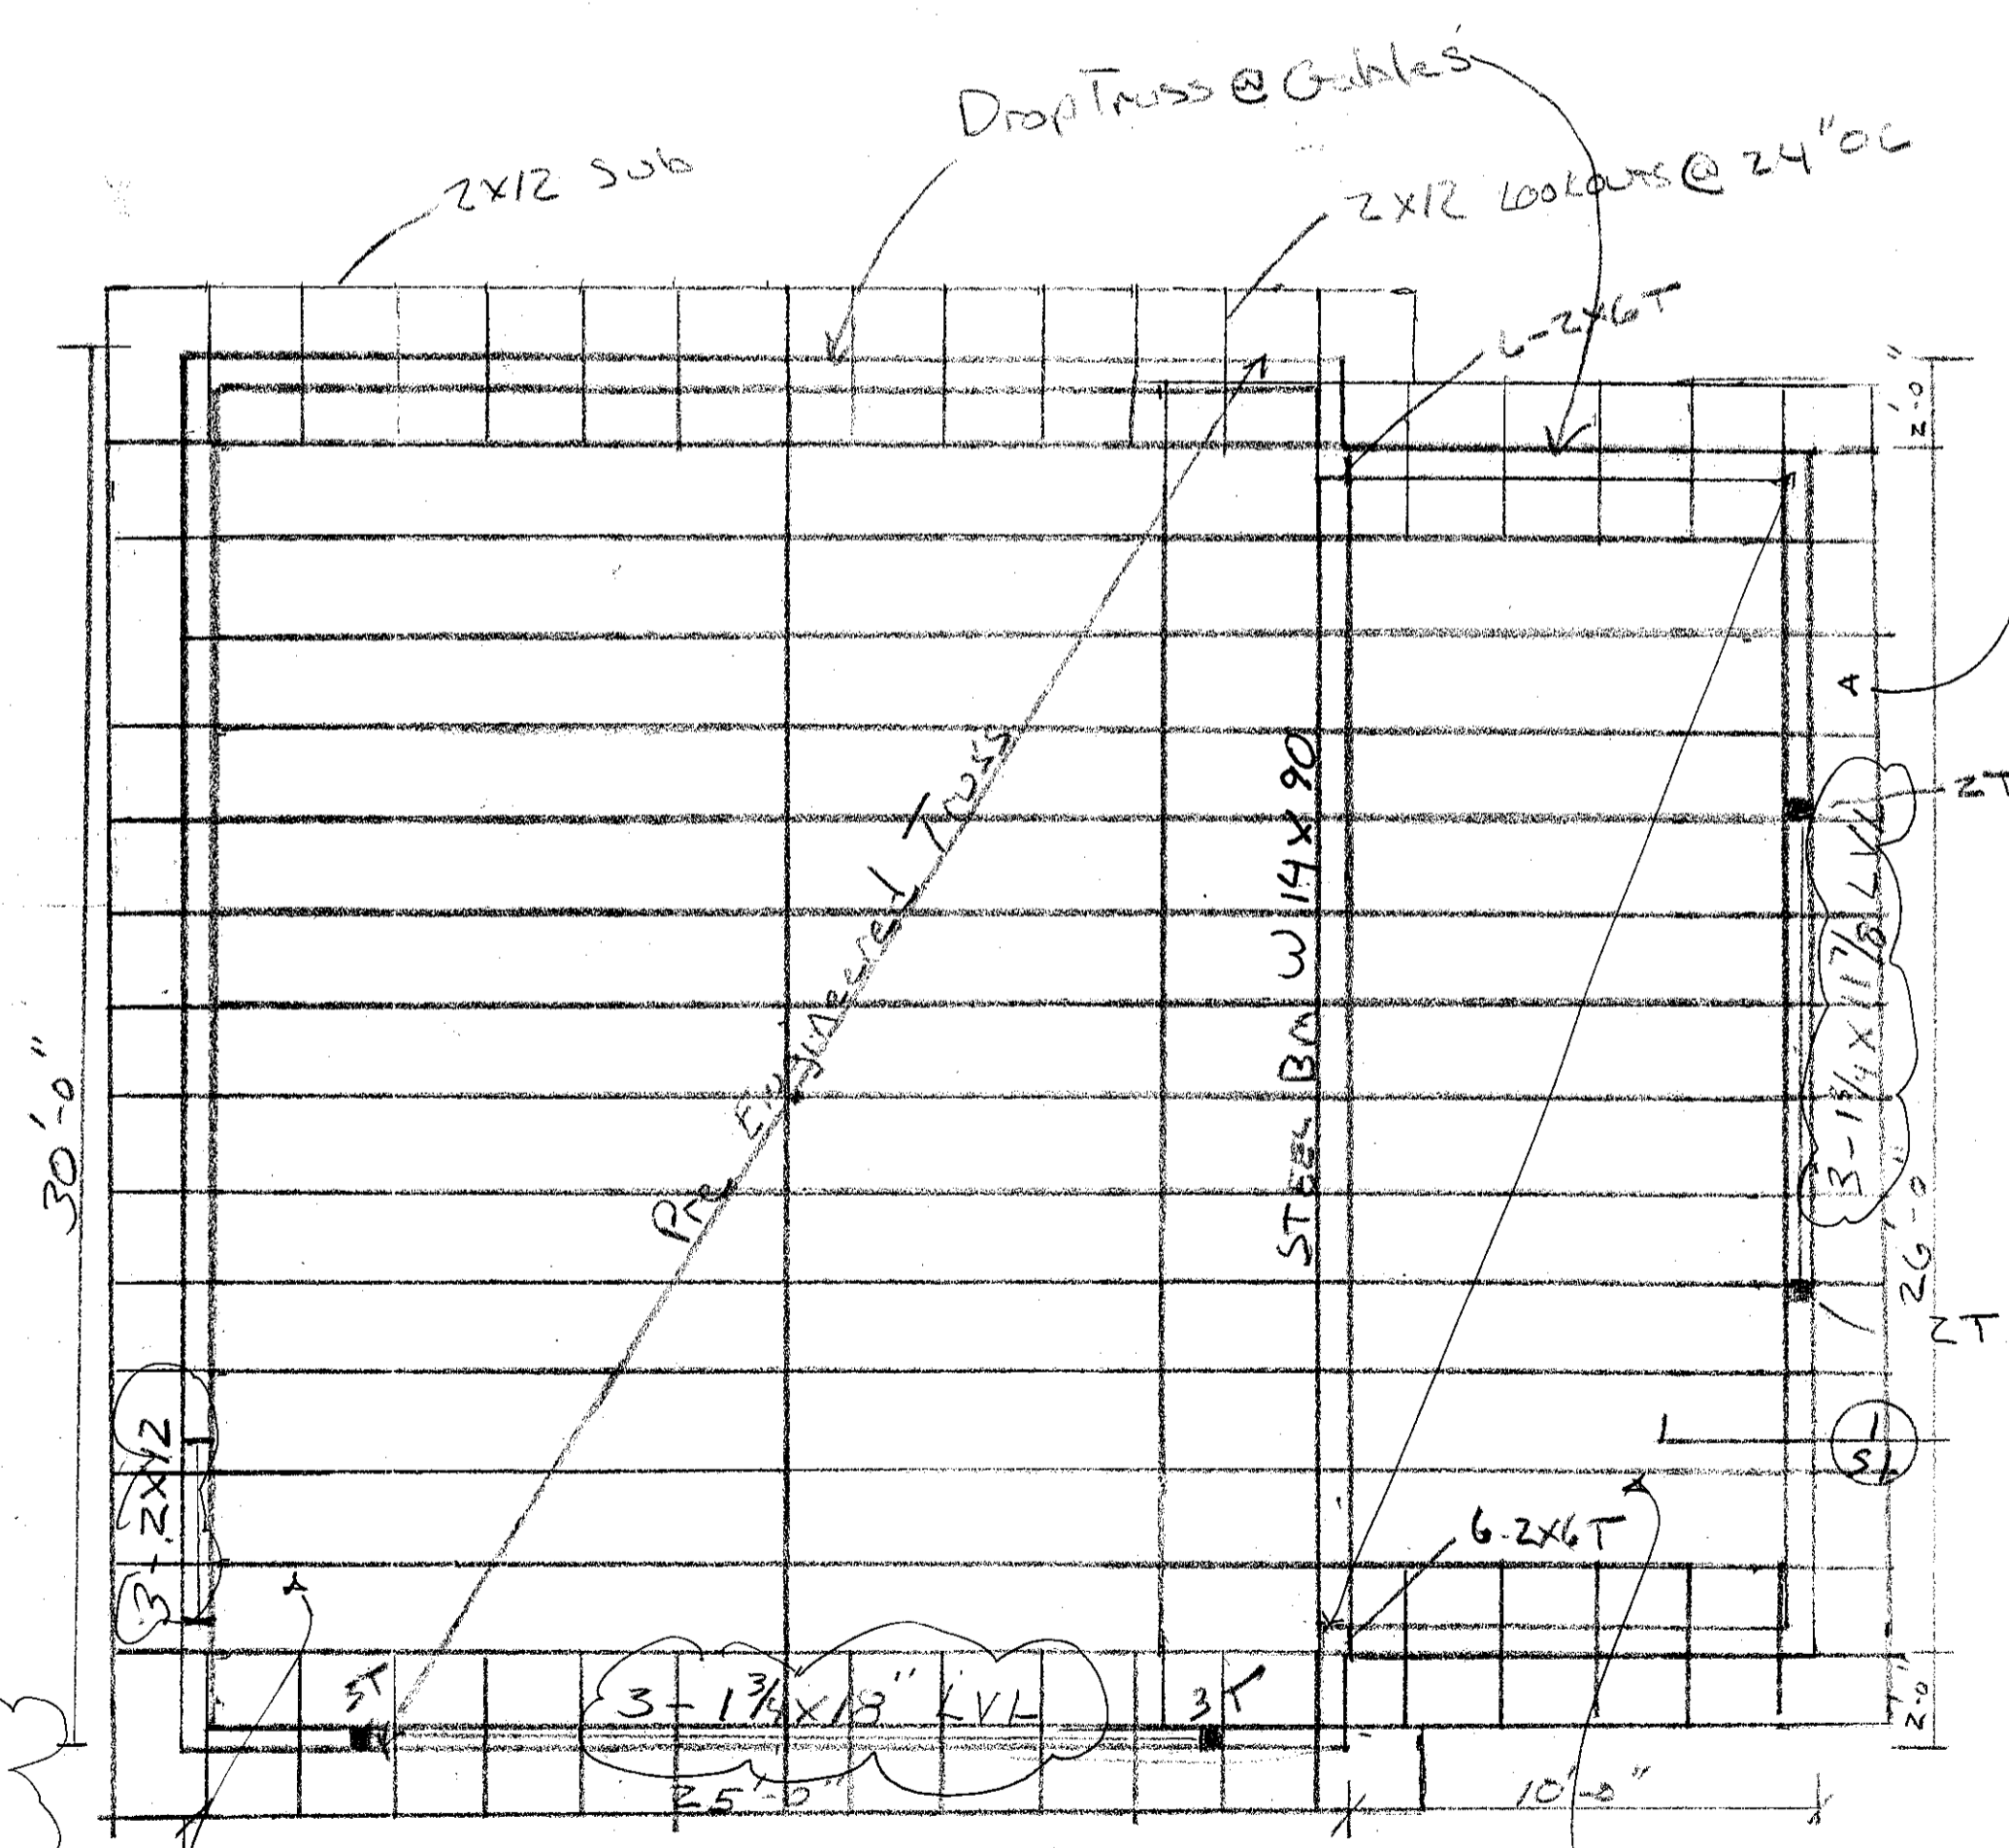 Drop Truss @ Gables
2X12 Sub
2X12 Lookouts @ 24" OC
6-2X6T
2'-0"
2T
3-1 3/4 X 11 7/8 LVL
STEEL BM W 14 X 90
Pre Engineered Truss
30'-0"
26'-0"
2T
3-2X12
1
S1
6-2X6T
3T
3-1 3/4 X 18" LVL
3T
2'-0"
25'-0"
10'-0"